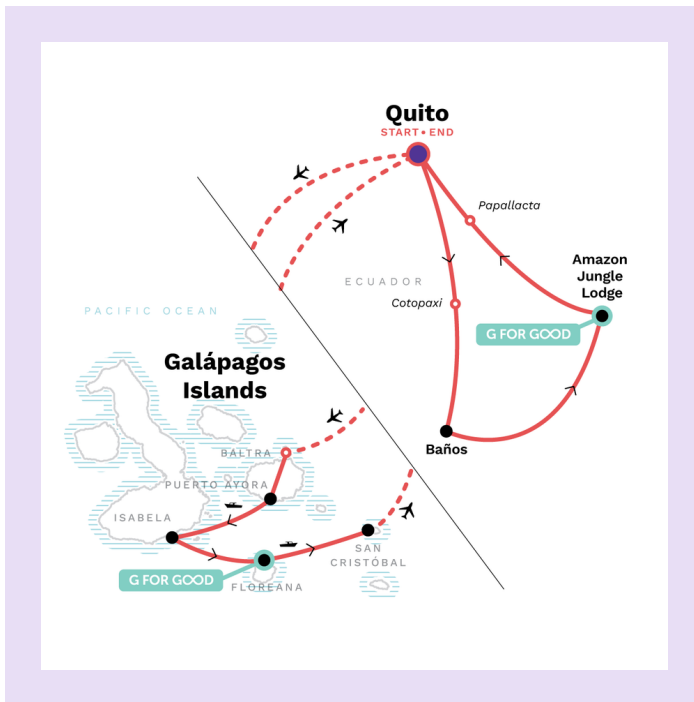 Quito
START • END
Papallacta
Amazon
Jungle
Lodge
ECUADOR
Cotopaxi
PACIFIC OCEAN
G FOR GOOD
Galápagos
Islands
Baños
BALTRA
PUERTO AYORA
ISABELA
SAN
CRISTÓBAL
G FOR GOOD
FLOREANA